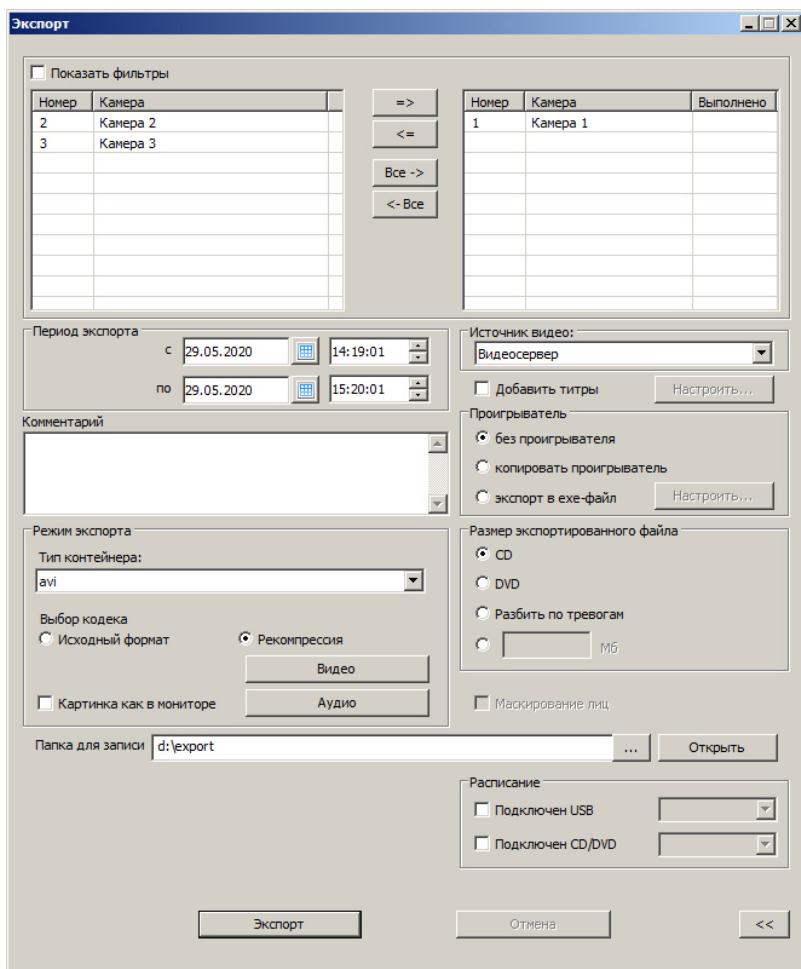 Экспорт
Показать фильтры
Номер Камера
2 Камера 2
3 Камера 3
=>
<=
Все ->
<- Все
Номер Камера Выполнено
1 Камера 1
Период экспорта
с 29.05.2020 14:19:01
по 29.05.2020 15:20:01
Источник видео:
Видеосервер
Добавить титры Настроить...
Комментарий
Проигрыватель
без проигрывателя
копировать проигрыватель
экспорт в exe-файл Настроить...
Режим экспорта
Тип контейнера:
avi
Выбор кодека
Исходный формат Рекомпрессия
Видео
Картинка как в мониторе Аудио
Размер экспортированного файла
CD
DVD
Разбить по тревогам
Мб
Маскирование лиц
Папка для записи d:\export ... Открыть
Расписание
Подключен USB
Подключен CD/DVD
Экспорт Отмена <<